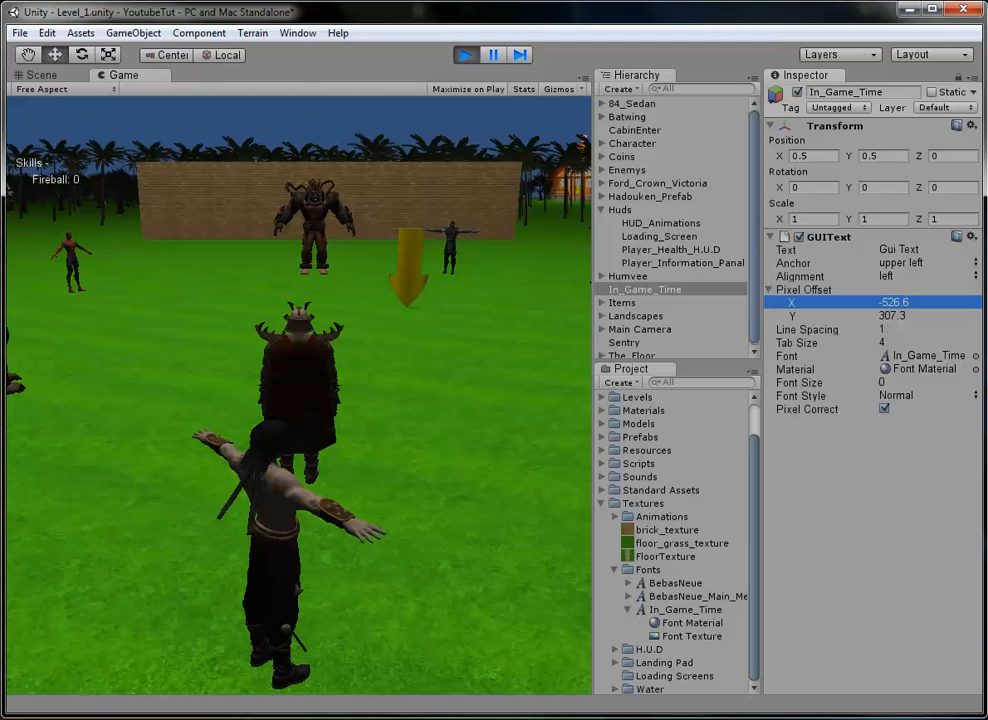 Unity - Level_1.unity - YoutubeTut - PC and Mac Standalone*
File Edit Assets GameObject Component Terrain Window Help
Center Local Layers Layout
Scene Game
Free Aspect Maximize on Play Stats Gizmos
Skills -
Fireball: 0
Hierarchy
Create All
84_Sedan
Batwing
CabinEnter
Character
Coins
Enemys
Ford_Crown_Victoria
Hadouken_Prefab
Huds
HUD_Animations
Loading_Screen
Player_Health_H.U.D
Player_Information_Panal
Humvee
In_Game_Time
Items
Landscapes
Main Camera
Sentry
The_Floor
Project
Create All
Levels
Materials
Models
Prefabs
Resources
Scripts
Sounds
Standard Assets
Textures
Animations
brick_texture
floor_grass_texture
FloorTexture
Fonts
BebasNeue
BebasNeue_Main_Me
In_Game_Time
Font Material
Font Texture
H.U.D
Landing Pad
Loading Screens
Water
Inspector
In_Game_Time Static
Tag Untagged Layer Default
Transform
Position
X 0.5 Y 0.5 Z 0
Rotation
X 0 Y 0 Z 0
Scale
X 1 Y 1 Z 1
GUIText
Text Gui Text
Anchor upper left
Alignment left
Pixel Offset
X -526.6
Y 307.3
Line Spacing 1
Tab Size 4
Font In_Game_Time
Material Font Material
Font Size 0
Font Style Normal
Pixel Correct